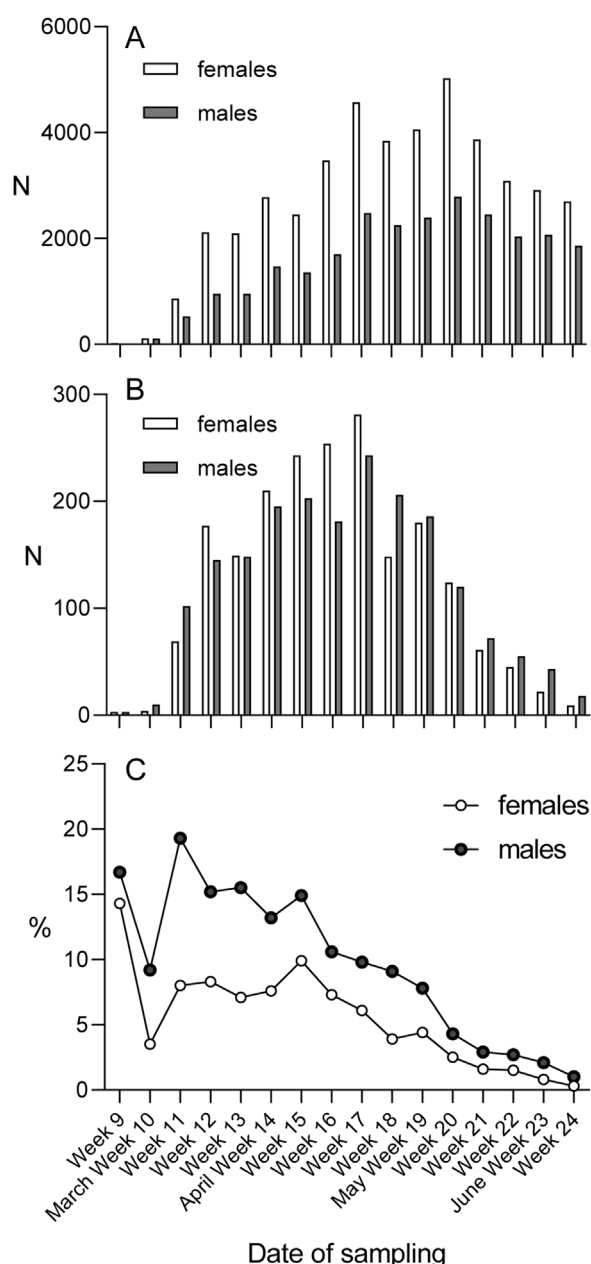 A
6000
4000
2000
0
N
females
males
B
300
200
100
0
N
females
males
C
25
20
15
10
5
0
%
females
males
Week 9
March Week 10
Week 11
Week 12
Week 13
April Week 14
Week 15
Week 16
Week 17
Week 18
May Week 19
Week 20
Week 21
Week 22
June Week 23
Week 24
Date of sampling